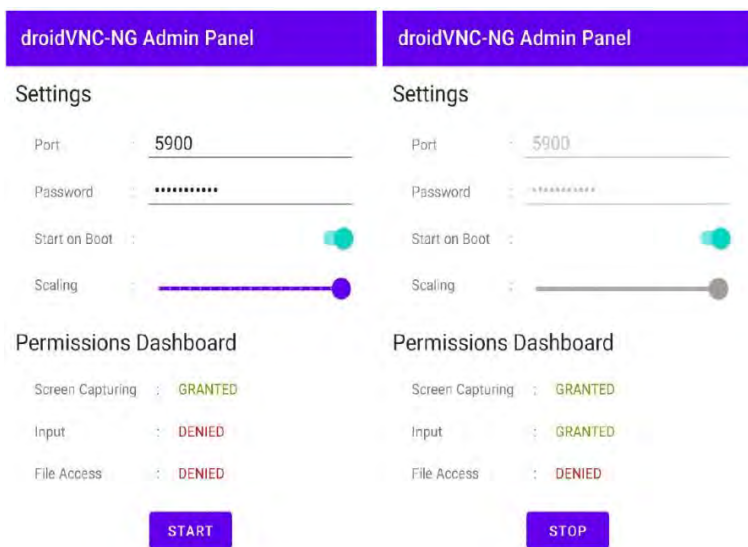 droidVNC-NG Admin Panel
Settings
Port : 5900
Password : •••••••••••
Start on Boot :
Scaling :
Permissions Dashboard
Screen Capturing : GRANTED
Input : DENIED
File Access : DENIED
START
droidVNC-NG Admin Panel
Settings
Port : 5900
Password : •••••••••••
Start on Boot :
Scaling :
Permissions Dashboard
Screen Capturing : GRANTED
Input : GRANTED
File Access : DENIED
STOP